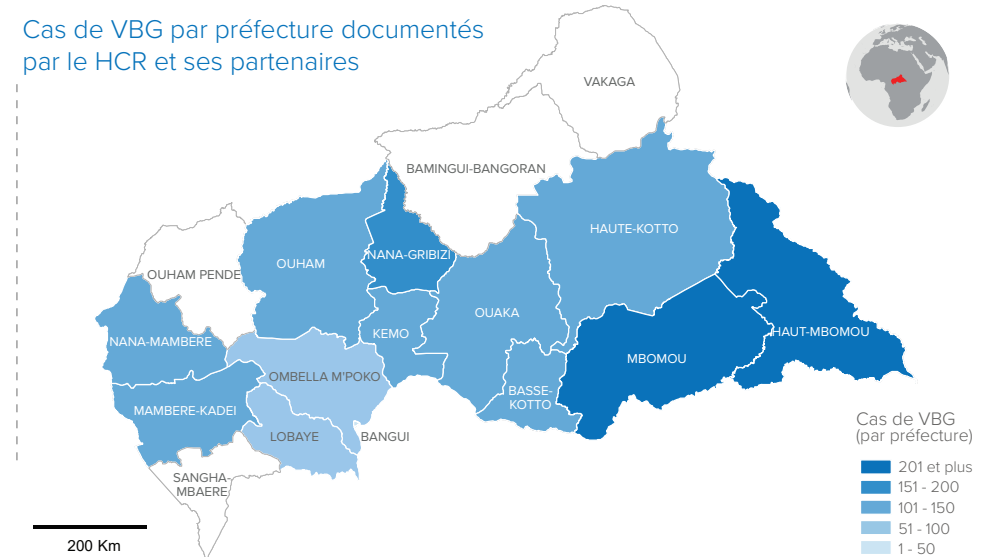 Cas de VBG par préfecture documentés
par le HCR et ses partenaires
VAKAGA
BAMINGUI-BANGORAN
HAUTE-KOTTO
NANA-GRIBIZI
OUHAM
OUHAM PENDE
OUAKA
KEMO
HAUT-MBOMOU
NANA-MAMBERE
MBOMOU
OMBELLA M'POKO
BASSE-
KOTTO
MAMBERE-KADEI
LOBAYE
BANGUI
SANGHA-
MBAERE
Cas de VBG
(par préfecture)
201 et plus
151 - 200
101 - 150
51 - 100
1 - 50
200 Km